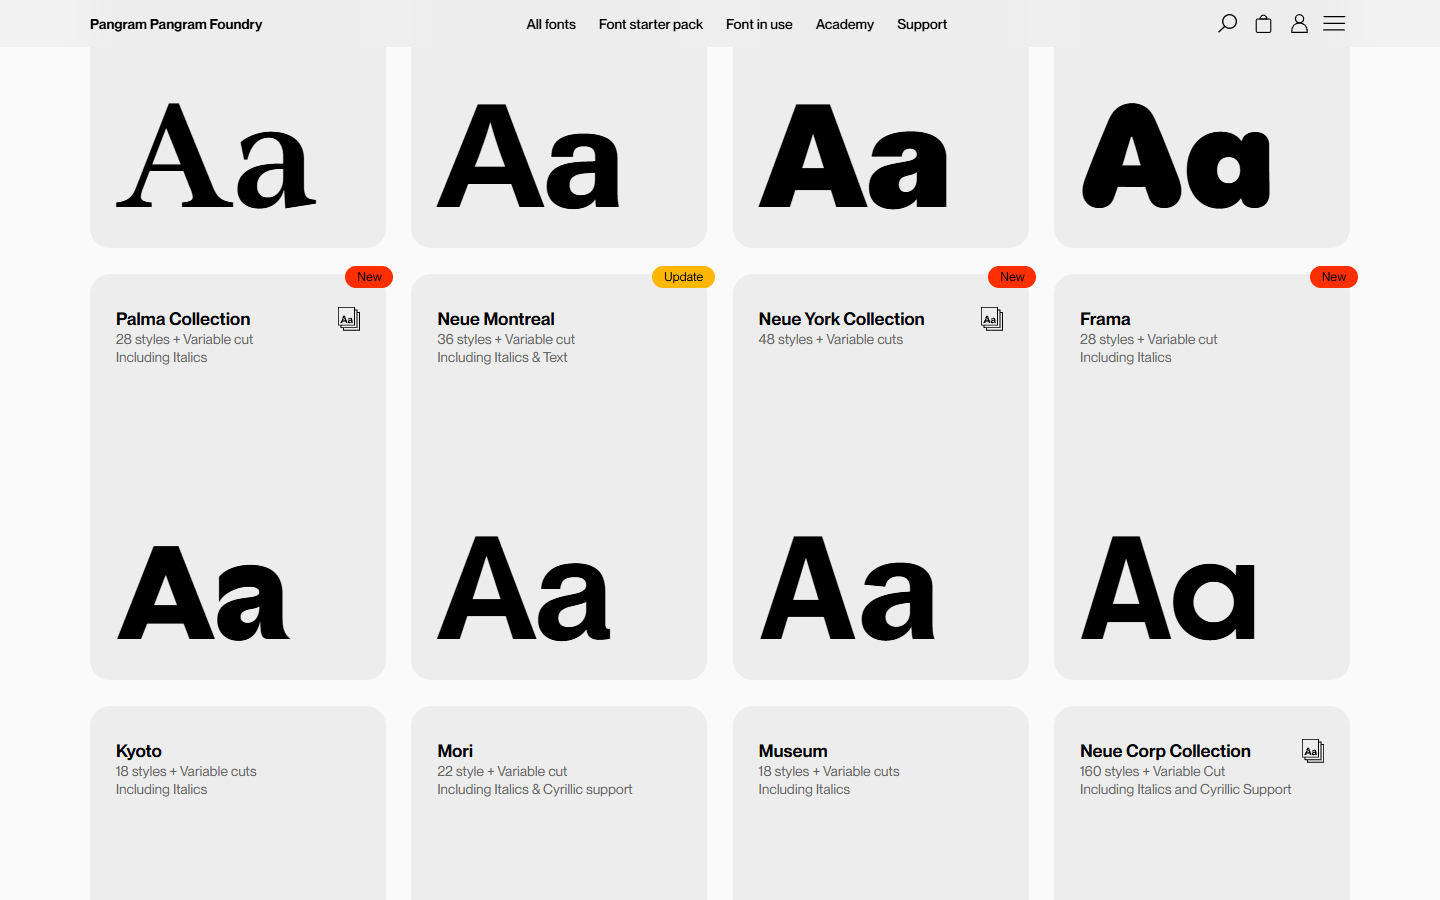 Pangram Pangram Foundry
All fonts
Font starter pack
Font in use
Academy
Support
Aa
Aa
Aa
Aa
New
Palma Collection
Aa
28 styles + Variable cut
Including Italics
Aa
Update
Neue Montreal
36 styles + Variable cut
Including Italics & Text
Aa
New
Neue York Collection
Aa
48 styles + Variable cuts
Aa
New
Frama
28 styles + Variable cut
Including Italics
Aa
Kyoto
18 styles + Variable cuts
Including Italics
Mori
22 style + Variable cut
Including Italics & Cyrillic support
Museum
18 styles + Variable cuts
Including Italics
Neue Corp Collection
Aa
160 styles + Variable Cut
Including Italics and Cyrillic Support